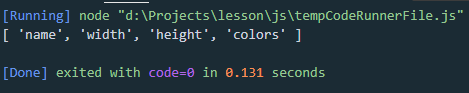 [Running] node "d:\Projects\lesson\js\tempCodeRunnerFile.js"
[ 'name', 'width', 'height', 'colors' ]
[Done] exited with code=0 in 0.131 seconds